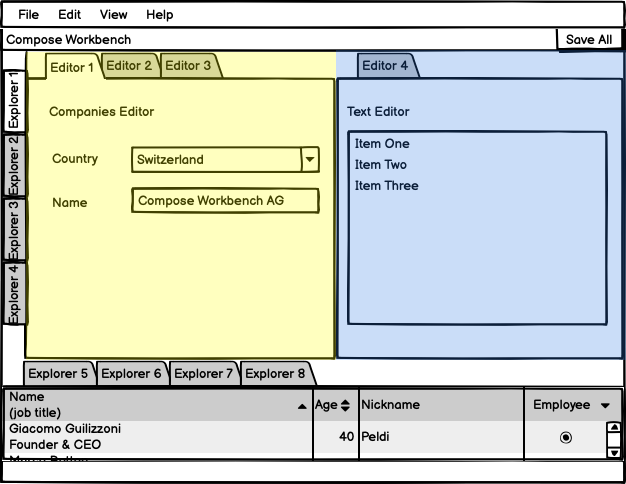 File Edit View Help
Compose Workbench Save All
Editor 1 Editor 2 Editor 3 Editor 4
Explorer 1
Explorer 2
Explorer 3
Explorer 4
Companies Editor
Country Switzerland
Name Compose Workbench AG
Text Editor
Item One
Item Two
Item Three
Explorer 5 Explorer 6 Explorer 7 Explorer 8
Name
(job title) Age Nickname Employee
Giacomo Guilizzoni
Founder & CEO 40 Peldi